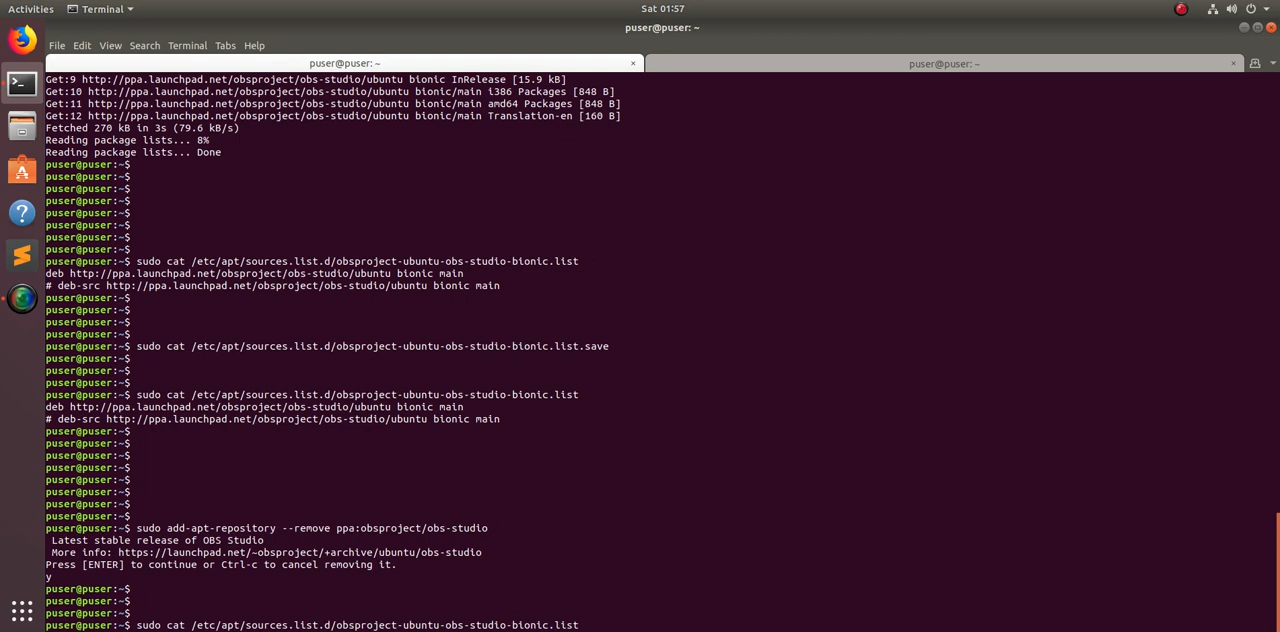 Activities Terminal Sat 01:57
puser@puser: ~
File Edit View Search Terminal Tabs Help
puser@puser: ~ × puser@puser: ~ ×
Get:9 http://ppa.launchpad.net/obsproject/obs-studio/ubuntu bionic InRelease [15.9 kB]
Get:10 http://ppa.launchpad.net/obsproject/obs-studio/ubuntu bionic/main i386 Packages [848 B]
Get:11 http://ppa.launchpad.net/obsproject/obs-studio/ubuntu bionic/main amd64 Packages [848 B]
Get:12 http://ppa.launchpad.net/obsproject/obs-studio/ubuntu bionic/main Translation-en [160 B]
Fetched 270 kB in 3s (79.6 kB/s)
Reading package lists... 8%
Reading package lists... Done
puser@puser:~$
puser@puser:~$
puser@puser:~$
puser@puser:~$
puser@puser:~$
puser@puser:~$
puser@puser:~$
puser@puser:~$
puser@puser:~$ sudo cat /etc/apt/sources.list.d/obsproject-ubuntu-obs-studio-bionic.list
deb http://ppa.launchpad.net/obsproject/obs-studio/ubuntu bionic main
# deb-src http://ppa.launchpad.net/obsproject/obs-studio/ubuntu bionic main
puser@puser:~$
puser@puser:~$
puser@puser:~$
puser@puser:~$
puser@puser:~$ sudo cat /etc/apt/sources.list.d/obsproject-ubuntu-obs-studio-bionic.list.save
puser@puser:~$
puser@puser:~$
puser@puser:~$
puser@puser:~$ sudo cat /etc/apt/sources.list.d/obsproject-ubuntu-obs-studio-bionic.list
deb http://ppa.launchpad.net/obsproject/obs-studio/ubuntu bionic main
# deb-src http://ppa.launchpad.net/obsproject/obs-studio/ubuntu bionic main
puser@puser:~$
puser@puser:~$
puser@puser:~$
puser@puser:~$
puser@puser:~$
puser@puser:~$
puser@puser:~$
puser@puser:~$
puser@puser:~$ sudo add-apt-repository --remove ppa:obsproject/obs-studio
Latest stable release of OBS Studio
More info: https://launchpad.net/~obsproject/+archive/ubuntu/obs-studio
Press [ENTER] to continue or Ctrl-c to cancel removing it.
y
puser@puser:~$
puser@puser:~$
puser@puser:~$
puser@puser:~$ sudo cat /etc/apt/sources.list.d/obsproject-ubuntu-obs-studio-bionic.list